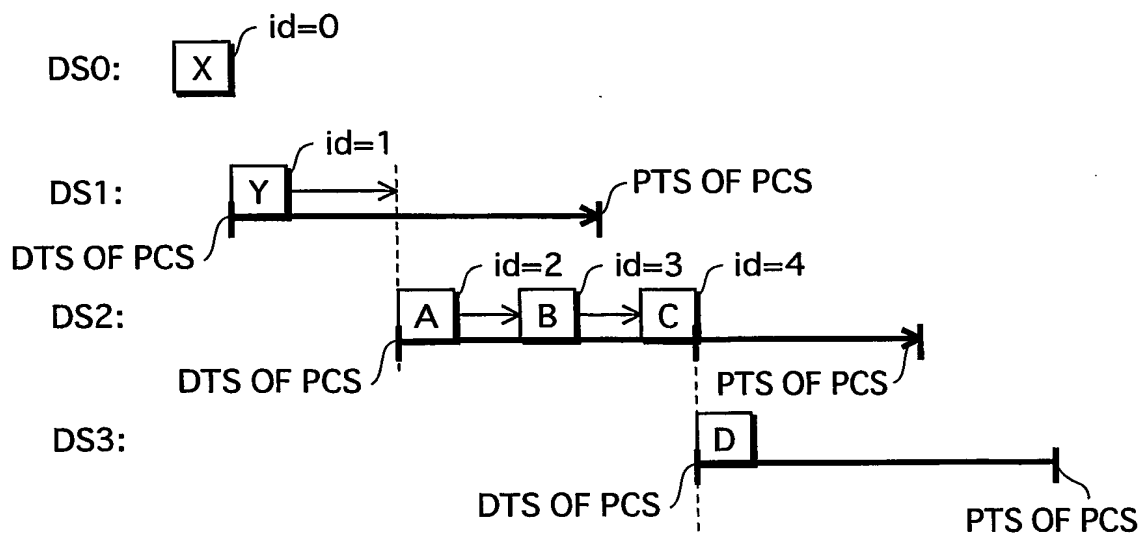 id=0
DS0: X
id=1
DS1: Y PTS OF PCS
DTS OF PCS
id=2 id=3 id=4
DS2: A B C
DTS OF PCS PTS OF PCS
DS3: D
DTS OF PCS PTS OF PCS